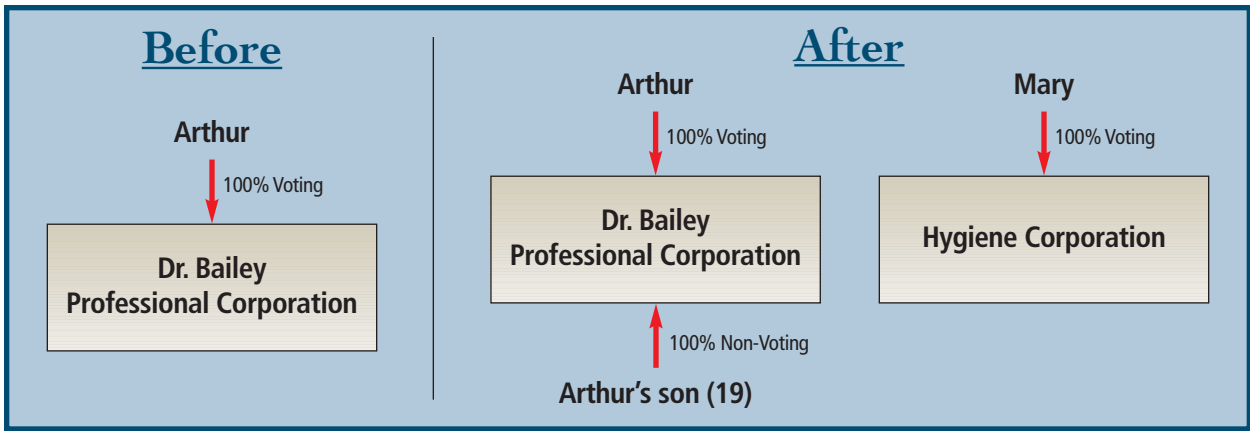 Before
Arthur
100% Voting
Dr. Bailey
Professional Corporation
After
Arthur
100% Voting
Dr. Bailey
Professional Corporation
100% Non-Voting
Arthur’s son (19)
Mary
100% Voting
Hygiene Corporation